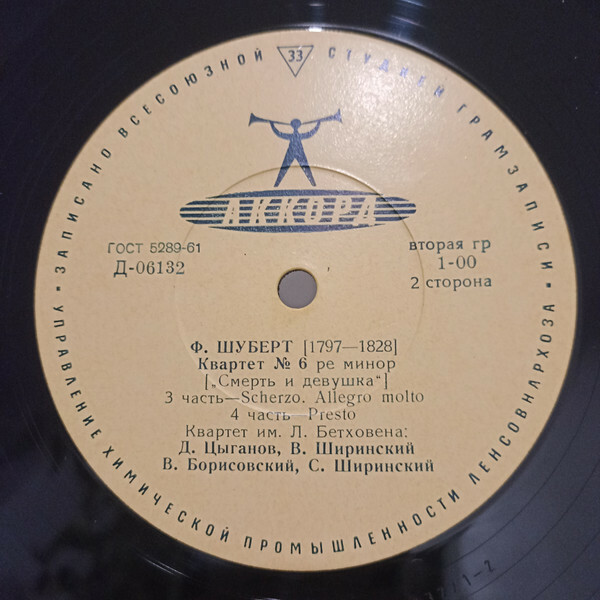 ЗАПИСАНО ВСЕСОЮЗНОЙ СТУДИЕЙ ГРАМЗАПИСИ
33
АККОРД
ГОСТ 5289-61
Д-06132
вторая гр
1-00
2 сторона
Ф. ШУБЕРТ [1797—1828]
Квартет № 6 ре минор
[„Смерть и девушка“]
3 часть—Scherzo. Allegro molto
4 часть—Presto
Квартет им. Л. Бетховена:
Д. Цыганов, В. Ширинский
В. Борисовский, С. Ширинский
УПРАВЛЕНИЕ ХИМИЧЕСКОЙ ПРОМЫШЛЕННОСТИ ЛЕНСОВНАРХОЗА